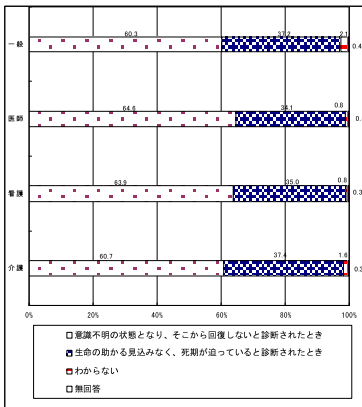 一般 60.3 37.2 2.1 0.4
医師 64.6 34.1 0.8
看護 63.9 35.0 0.8 0.3
介護 60.7 37.4 1.6 0.3
0% 20% 40% 60% 80% 100%
意識不明の状態となり、そこから回復しないと診断されたとき
生命の助かる見込みなく、死期が迫っていると診断されたとき
わからない
無回答